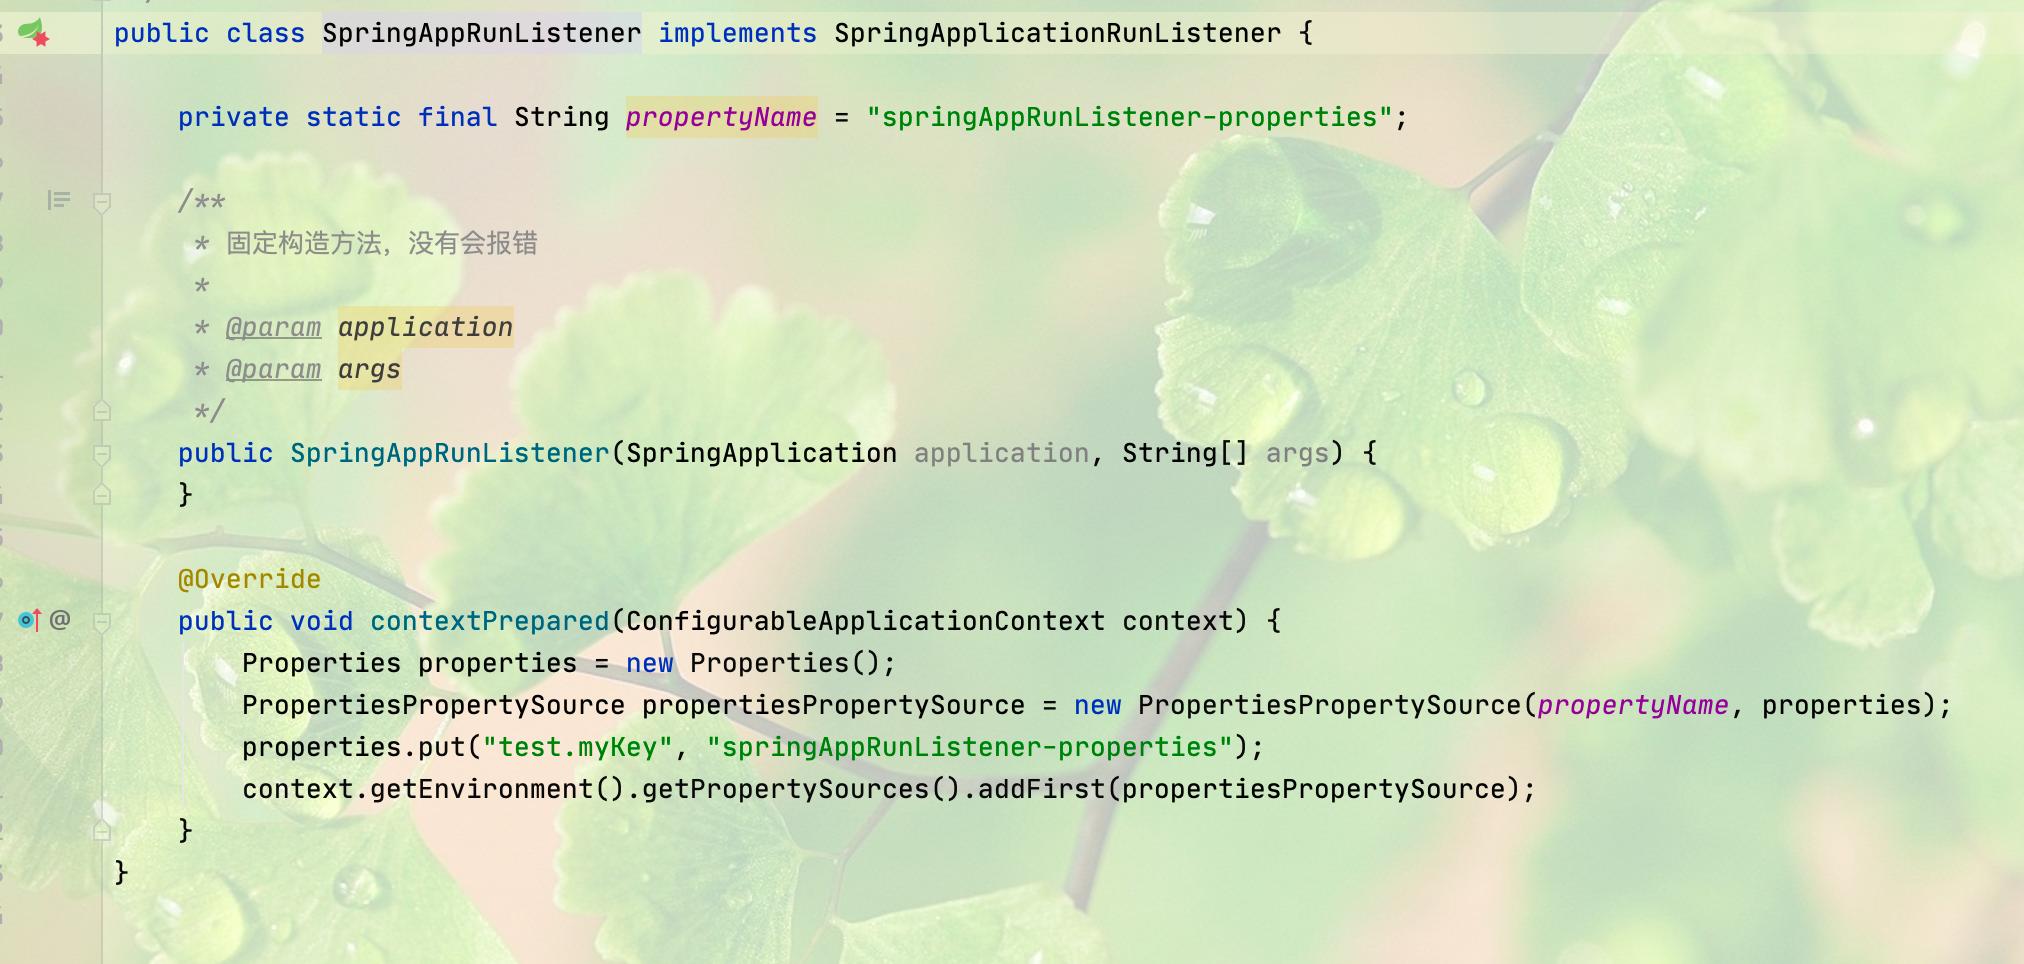 public class SpringAppRunListener implements SpringApplicationRunListener {
private static final String propertyName = "springAppRunListener-properties";
/**
* 固定构造方法，没有会报错
*
* @param application
* @param args
*/
public SpringAppRunListener(SpringApplication application, String[] args) {
}
@Override
@
public void contextPrepared(ConfigurableApplicationContext context) {
Properties properties = new Properties();
PropertiesPropertySource propertiesPropertySource = new PropertiesPropertySource(propertyName, properties);
properties.put("test.myKey", "springAppRunListener-properties");
context.getEnvironment().getPropertySources().addFirst(propertiesPropertySource);
}
}